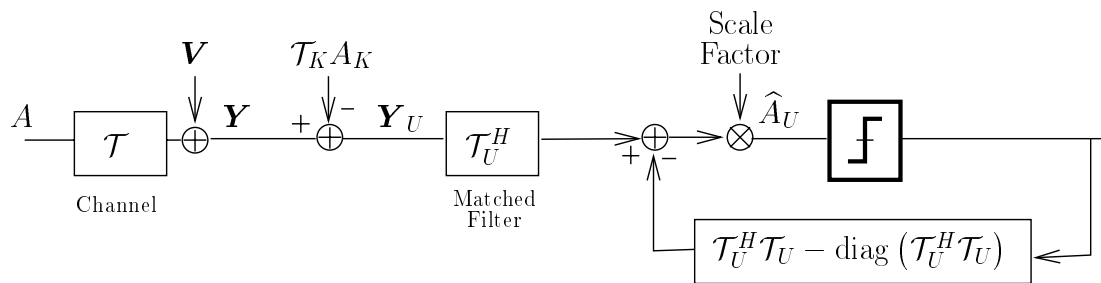 Scale
Factor
V
𝒯_K A_K
A
𝒯
Y
+
−
Y_U
𝒯_U^H
+
−
Â_U
Channel
Matched
Filter
𝒯_U^H 𝒯_U − diag (𝒯_U^H 𝒯_U)